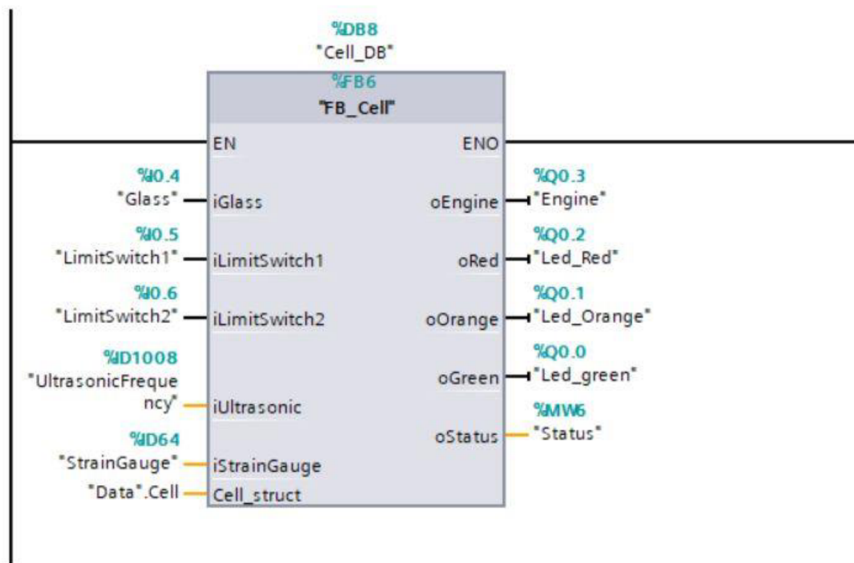 %DB8
"Cell_DB"
%FB6
"FB_Cell"
EN ENO
%I0.4
"Glass" iGlass
%Q0.3
oEngine "Engine"
%I0.5
"LimitSwitch1" iLimitSwitch1
%Q0.2
oRed "Led_Red"
%I0.6
"LimitSwitch2" iLimitSwitch2
%Q0.1
oOrange "Led_Orange"
%ID1008
"UltrasonicFreque
ncy" iUltrasonic
%Q0.0
oGreen "Led_green"
%MW6
oStatus "Status"
%ID64
"StrainGauge" iStrainGauge
"Data".Cell Cell_struct